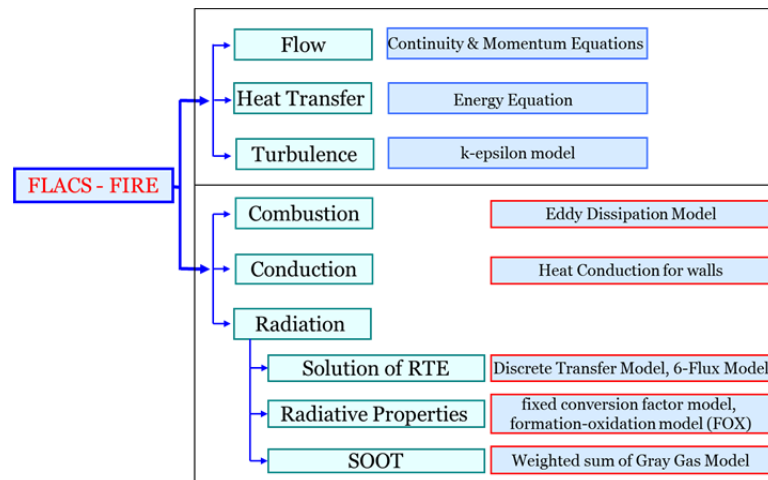 Flow
Continuity & Momentum Equations
Heat Transfer
Energy Equation
Turbulence
k-epsilon model
FLACS - FIRE
Combustion
Eddy Dissipation Model
Conduction
Heat Conduction for walls
Radiation
Solution of RTE
Discrete Transfer Model, 6-Flux Model
Radiative Properties
fixed conversion factor model,
formation-oxidation model (FOX)
SOOT
Weighted sum of Gray Gas Model